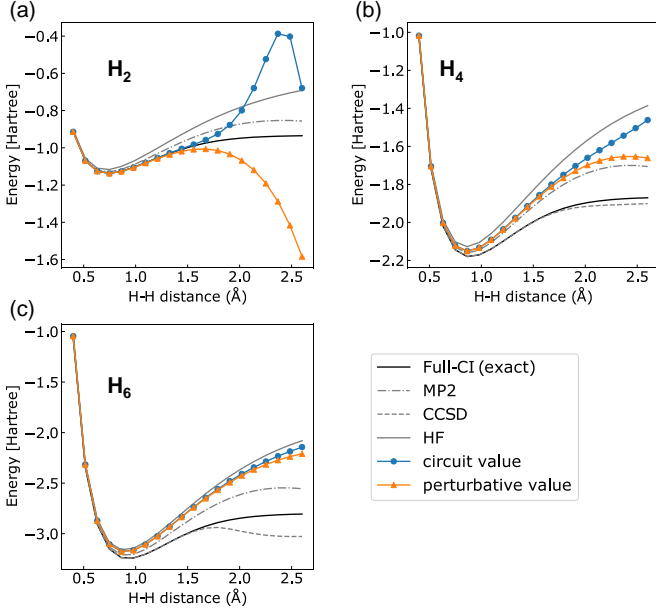 (a)
H2
Energy [Hartree]
−0.4
−0.6
−0.8
−1.0
−1.2
−1.4
−1.6
0.5 1.0 1.5 2.0 2.5
H-H distance (Å)
(b)
H4
Energy [Hartree]
−1.0
−1.2
−1.4
−1.6
−1.8
−2.0
−2.2
0.5 1.0 1.5 2.0 2.5
H-H distance (Å)
(c)
H6
Energy [Hartree]
−1.0
−1.5
−2.0
−2.5
−3.0
0.5 1.0 1.5 2.0 2.5
H-H distance (Å)
Full-CI (exact)
MP2
CCSD
HF
circuit value
perturbative value